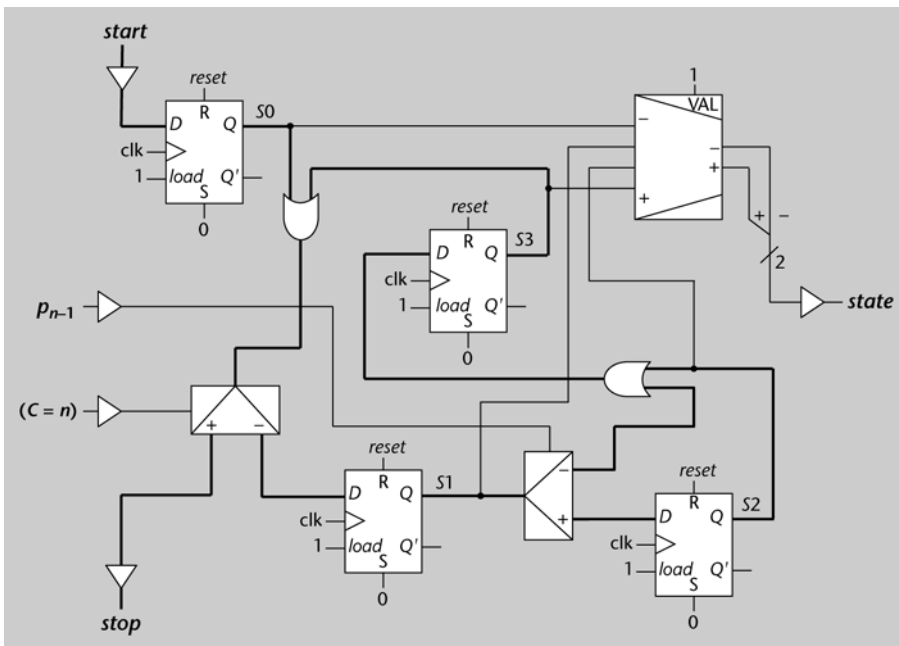 start
reset
1
R
S0
VAL
D
Q
−
clk
−
1
load
Q'
+
S
reset
+
0
R
S3
+
−
D
Q
2
clk
p n–1
1
load
Q'
state
S
0
(C = n)
+
−
reset
−
reset
R
S1
R
S2
D
Q
+
D
Q
clk
clk
1
load
Q'
1
load
Q'
S
S
0
0
stop